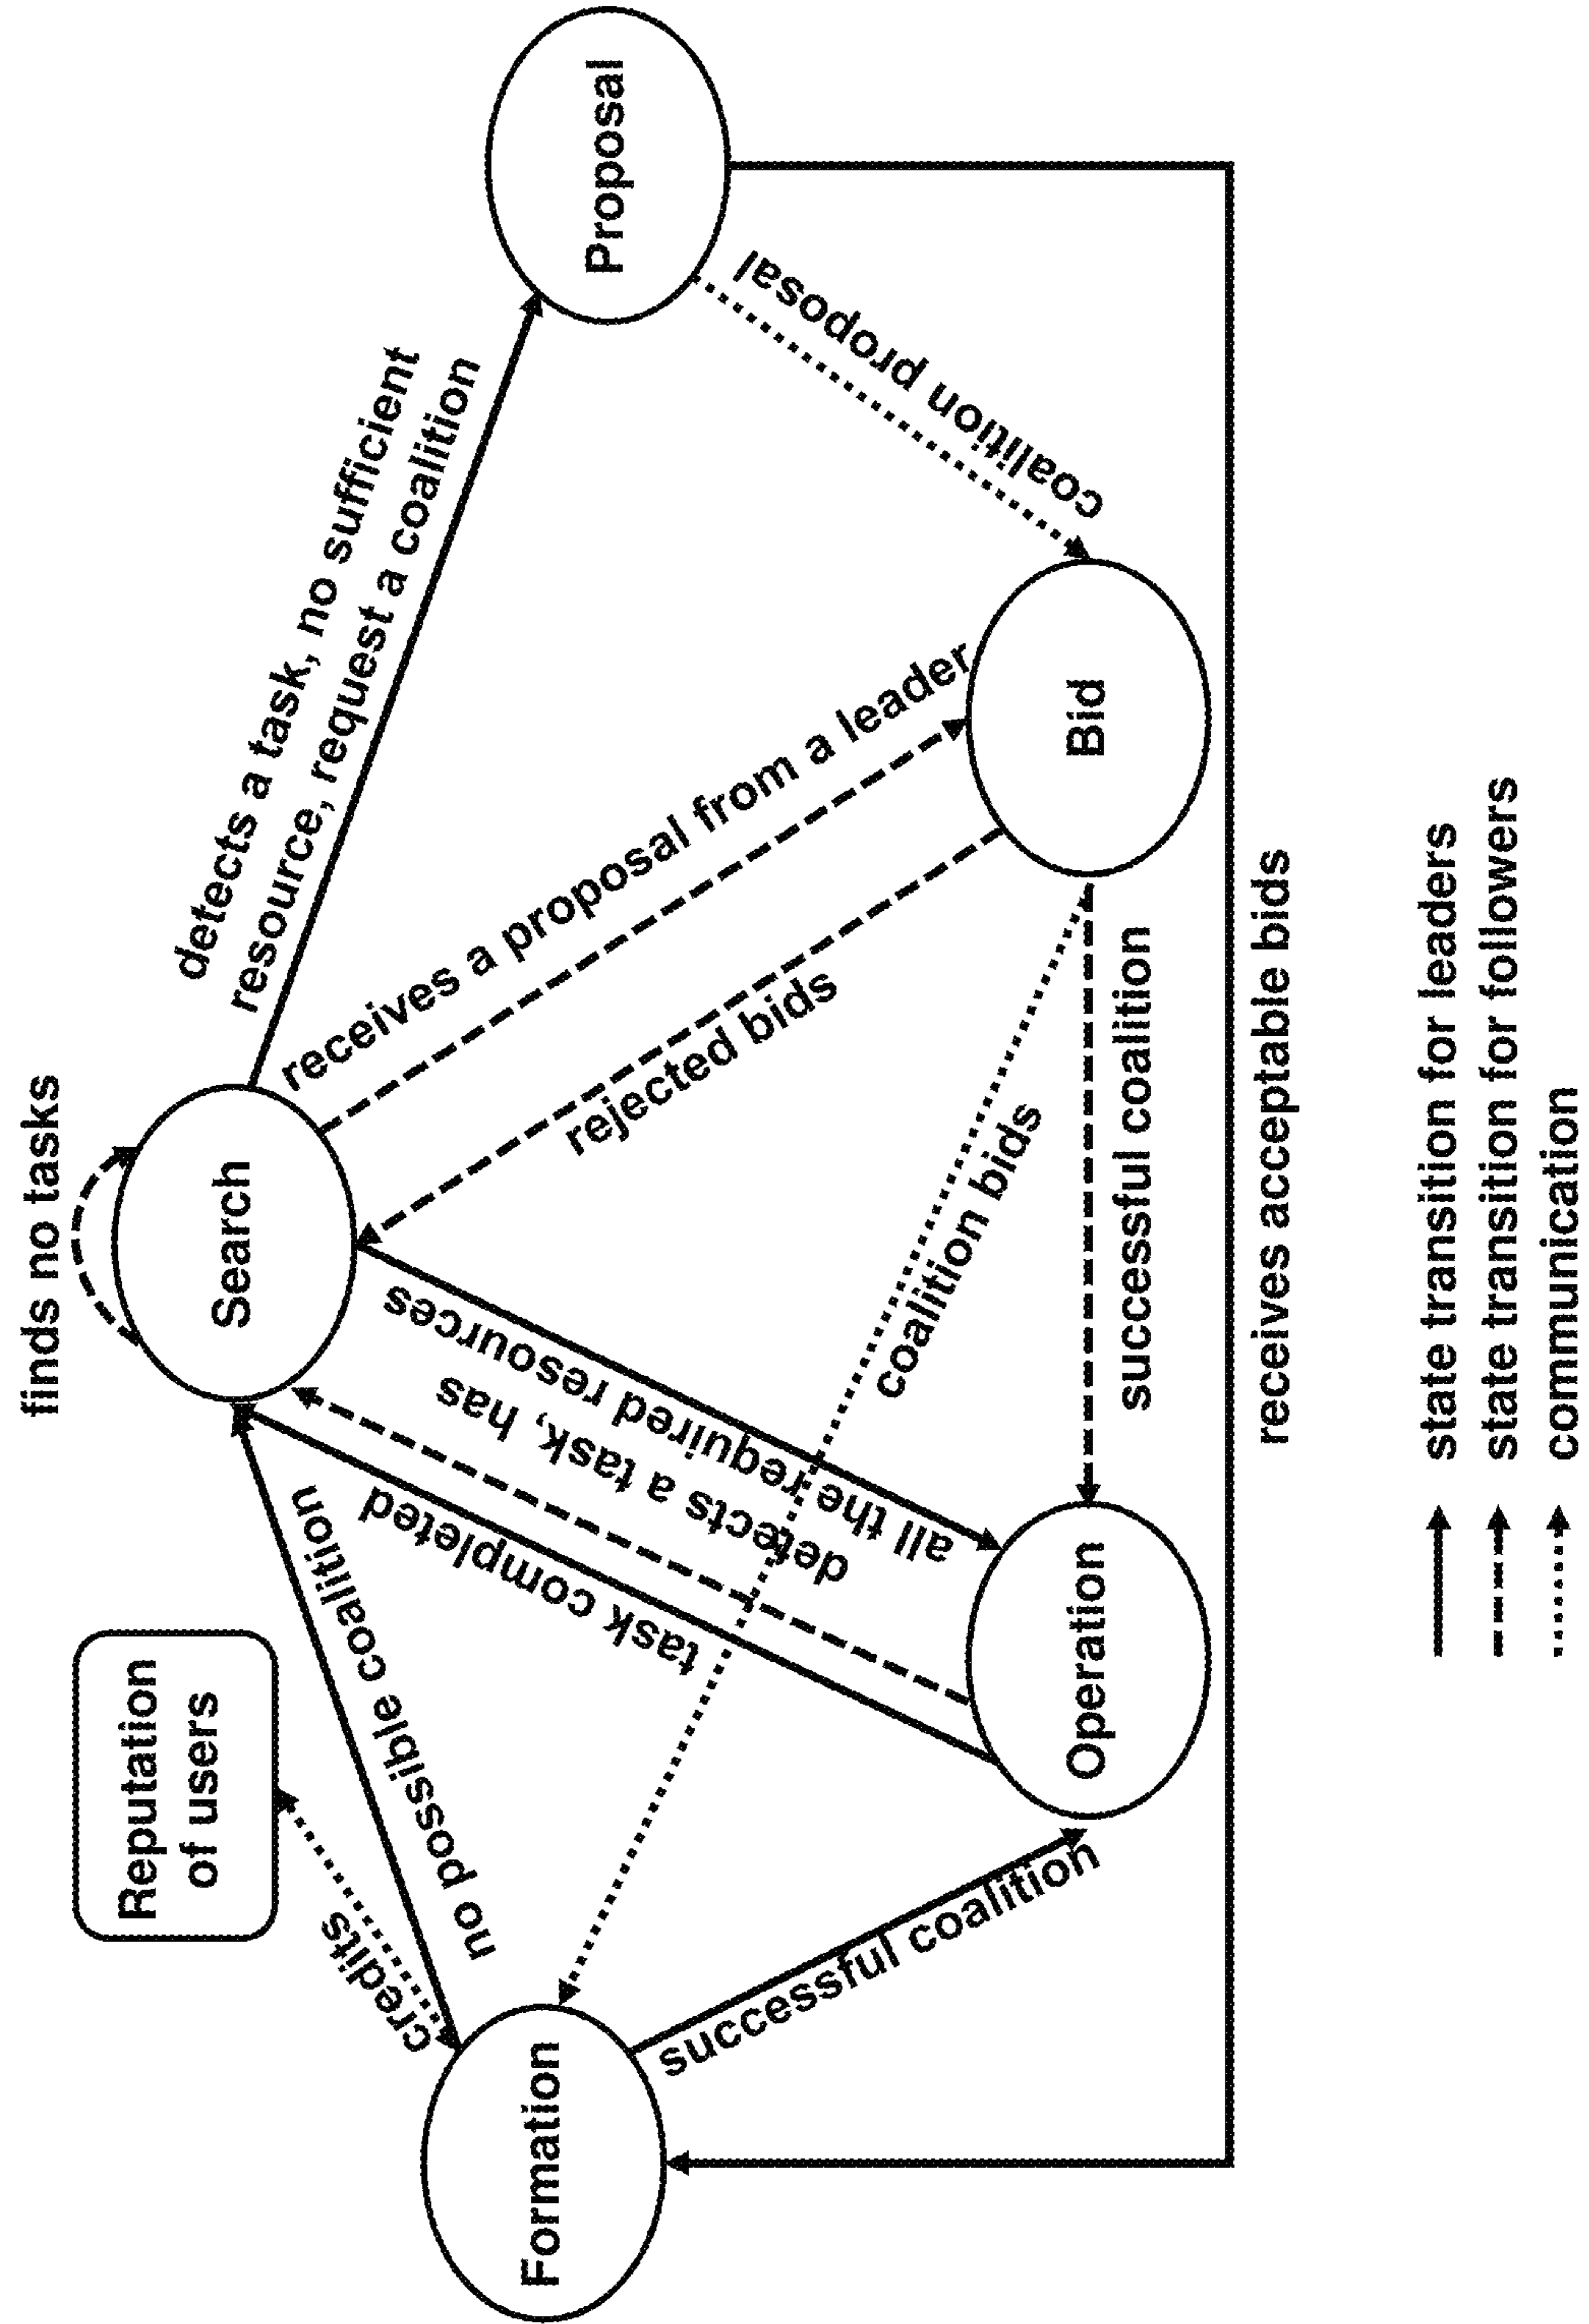 finds no tasks
Search
Reputation
of users
credits
no possible coalition
detects a task, no sufficient
resource, request a coalition
Proposal
Formation
task completed
detects a task, has
all the required resources
receives a proposal from a leader
rejected bids
coalition proposal
coalition bids
successful coalition
Operation
successful coalition
Bid
receives acceptable bids
state transition for leaders
state transition for followers
communication